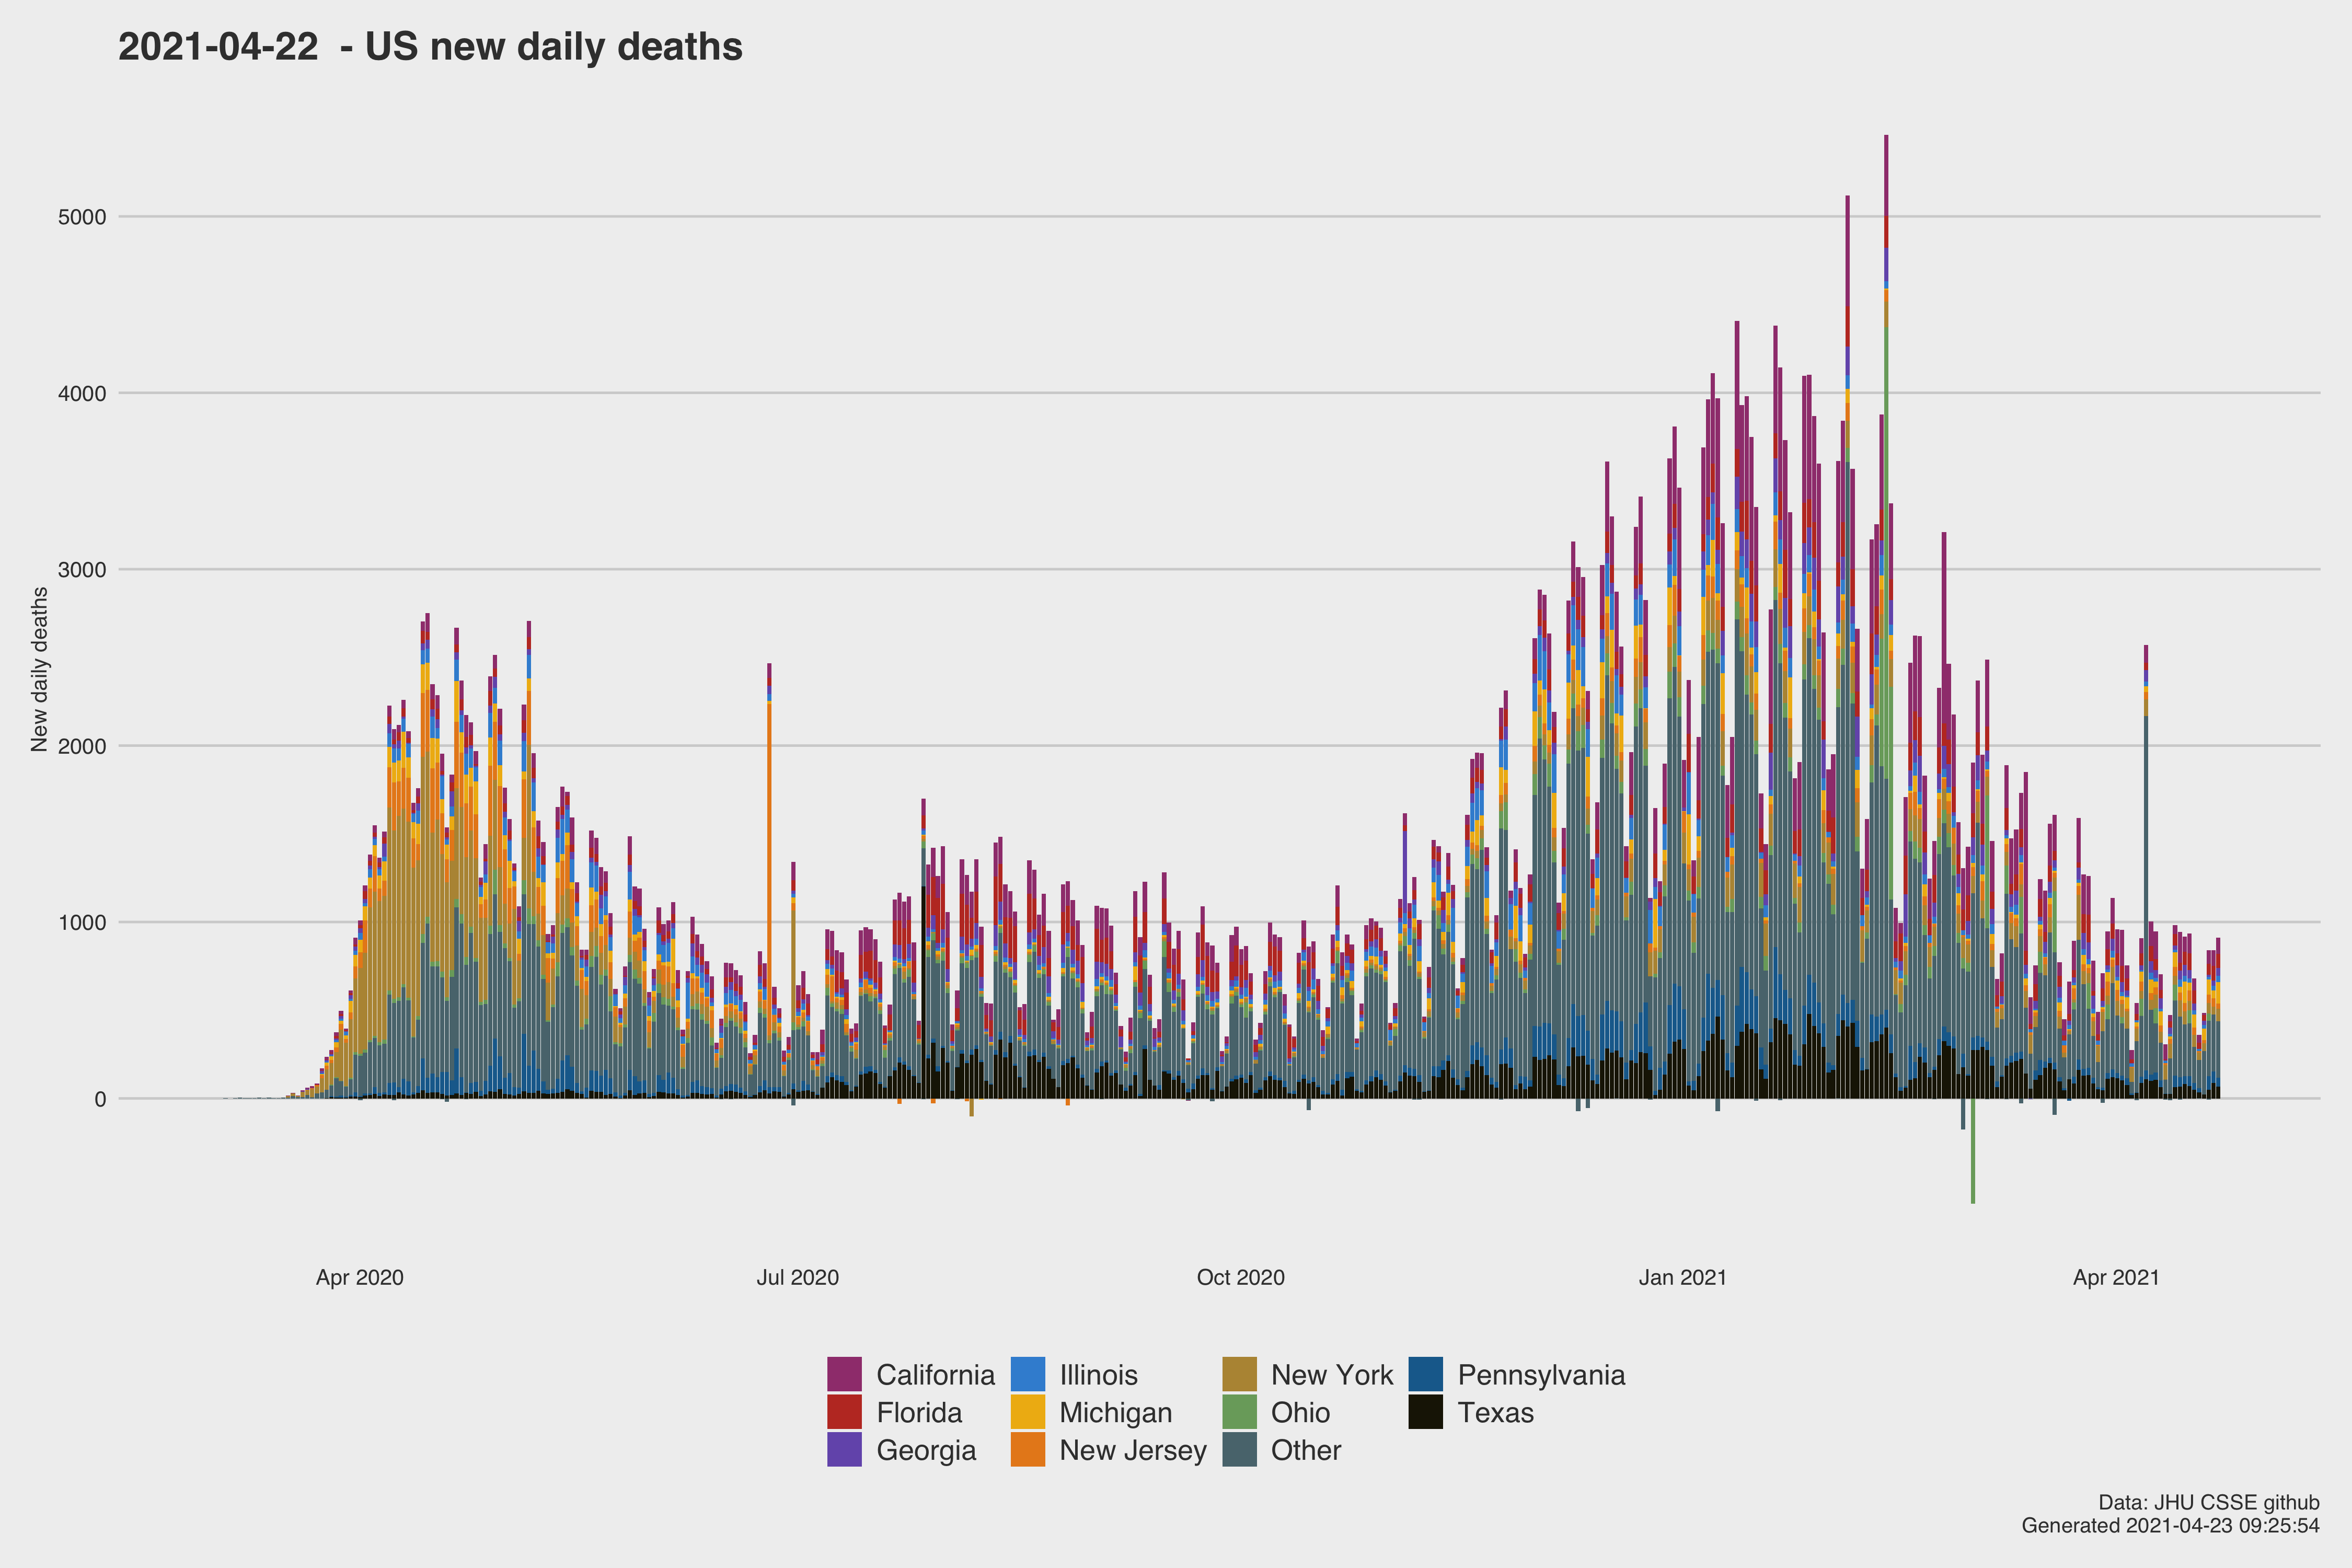 2021-04-22  - US new daily deaths
New daily deaths
5000
4000
3000
2000
1000
0
Apr 2020
Jul 2020
Oct 2020
Jan 2021
Apr 2021
California
Florida
Georgia
Illinois
Michigan
New Jersey
New York
Ohio
Other
Pennsylvania
Texas
Data: JHU CSSE github
Generated 2021-04-23 09:25:54